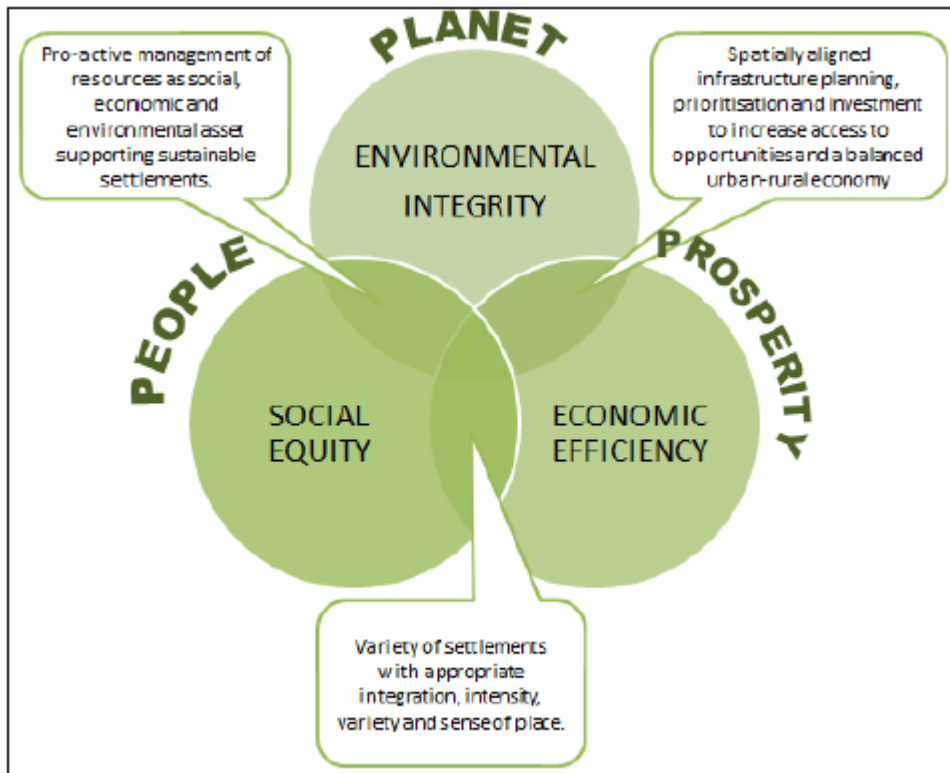 PLANET
Pro-active management of
resources as social,
economic and
environmental asset
supporting sustainable
settlements.
Spatially aligned
infrastructure planning,
prioritisation and investment
to increase access to
opportunities and a balanced
urban-rural economy
ENVIRONMENTAL
INTEGRITY
PEOPLE
PROSPERITY
SOCIAL
EQUITY
ECONOMIC
EFFICIENCY
Variety of settlements
with appropriate
integration, intensity,
variety and sense of place.